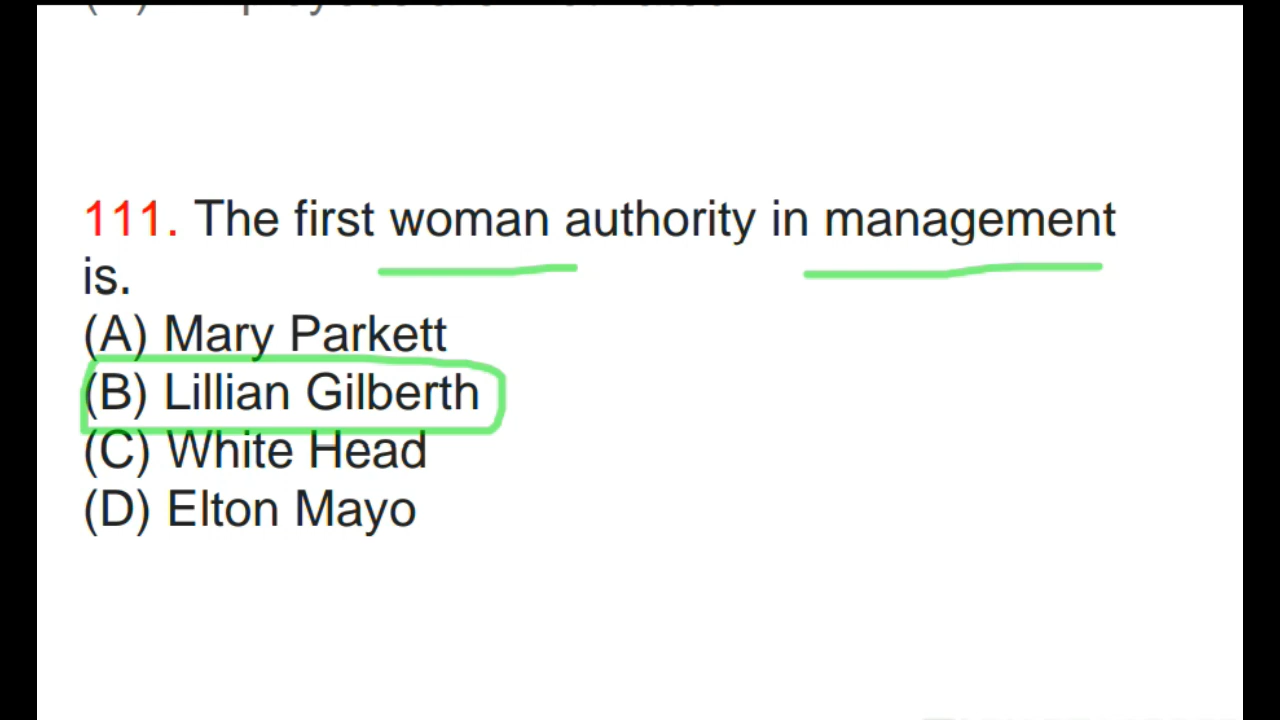 111. The first woman authority in management
is.
(A) Mary Parkett
(B) Lillian Gilberth
(C) White Head
(D) Elton Mayo